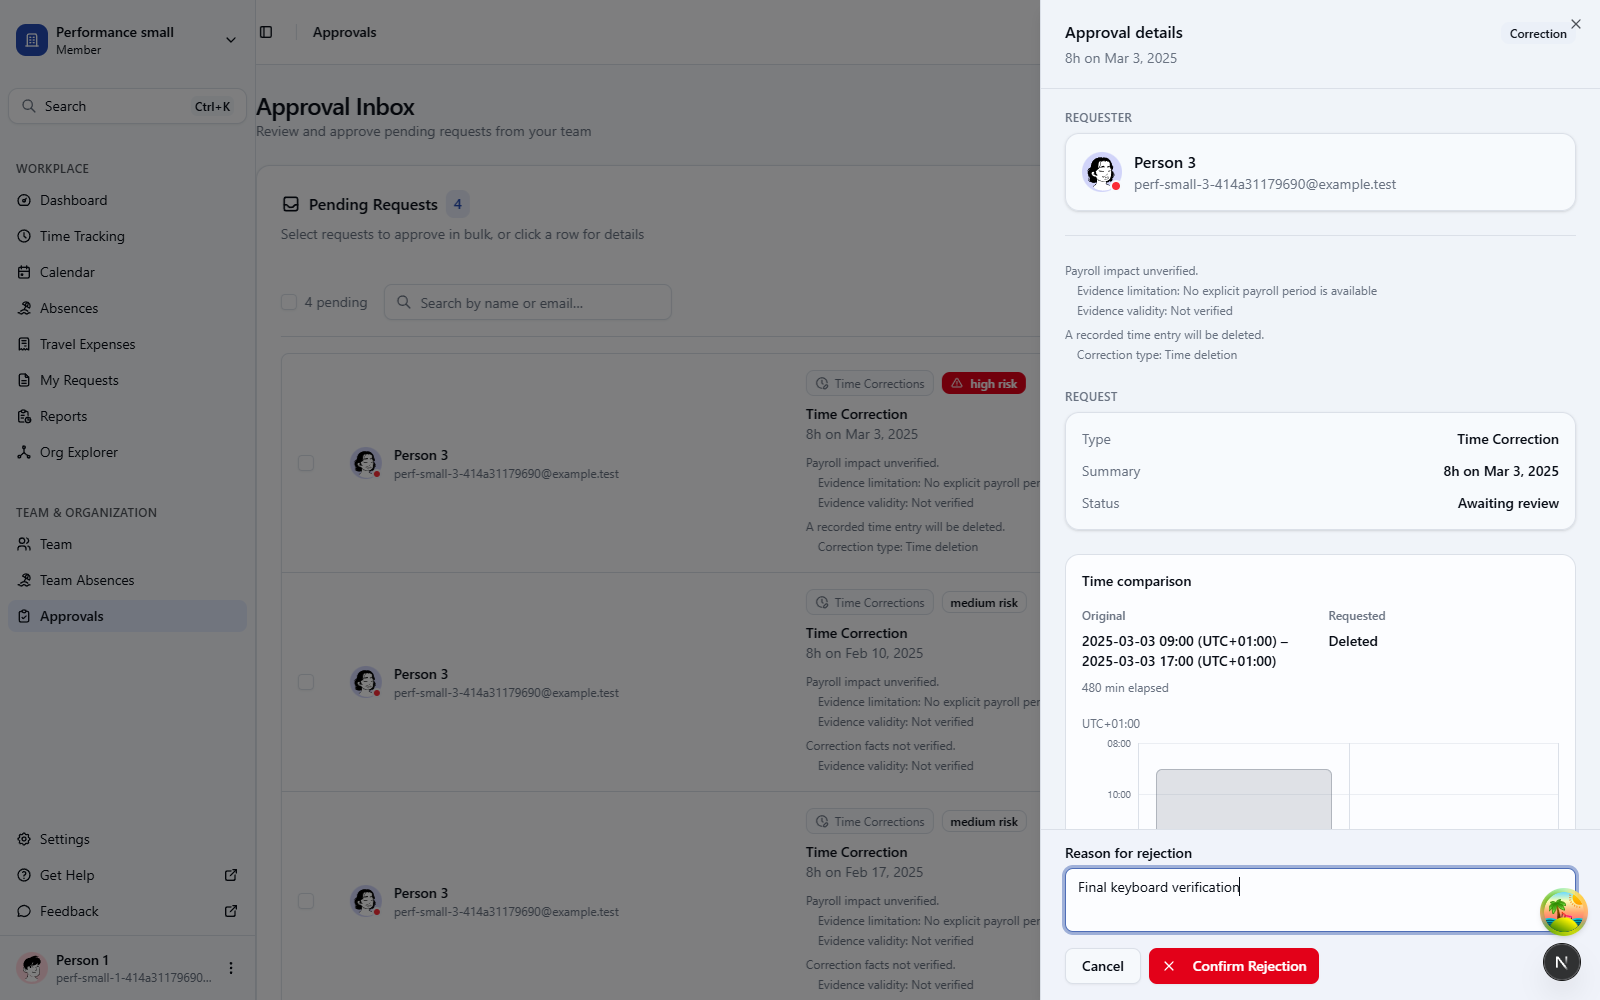 Performance small
Member
Search
Ctrl+K
WORKPLACE
Dashboard
Time Tracking
Calendar
Absences
Travel Expenses
My Requests
Reports
Org Explorer
TEAM & ORGANIZATION
Team
Team Absences
Approvals
Settings
Get Help
Feedback
Person 1
perf-small-1-414a31179690...
Approvals
Approval Inbox
Review and approve pending requests from your team
Pending Requests 4
Select requests to approve in bulk, or click a row for details
4 pending
Search by name or email...
Person 3
perf-small-3-414a31179690@example.test
Time Corrections
high risk
Time Correction
8h on Mar 3, 2025
Payroll impact unverified.
Evidence limitation: No explicit payroll per
Evidence validity: Not verified
A recorded time entry will be deleted.
Correction type: Time deletion
Person 3
perf-small-3-414a31179690@example.test
Time Corrections
medium risk
Time Correction
8h on Feb 10, 2025
Payroll impact unverified.
Evidence limitation: No explicit payroll per
Evidence validity: Not verified
Correction facts not verified.
Evidence validity: Not verified
Person 3
perf-small-3-414a31179690@example.test
Time Corrections
medium risk
Time Correction
8h on Feb 17, 2025
Payroll impact unverified.
Evidence limitation: No explicit payroll per
Evidence validity: Not verified
Correction facts not verified.
Evidence validity: Not verified
Approval details
Correction
8h on Mar 3, 2025
REQUESTER
Person 3
perf-small-3-414a31179690@example.test
Payroll impact unverified.
Evidence limitation: No explicit payroll period is available
Evidence validity: Not verified
A recorded time entry will be deleted.
Correction type: Time deletion
REQUEST
Type
Time Correction
Summary
8h on Mar 3, 2025
Status
Awaiting review
Time comparison
Original
Requested
2025-03-03 09:00 (UTC+01:00) –
2025-03-03 17:00 (UTC+01:00)
Deleted
480 min elapsed
UTC+01:00
08:00
10:00
Reason for rejection
Final keyboard verification
Cancel
Confirm Rejection
N